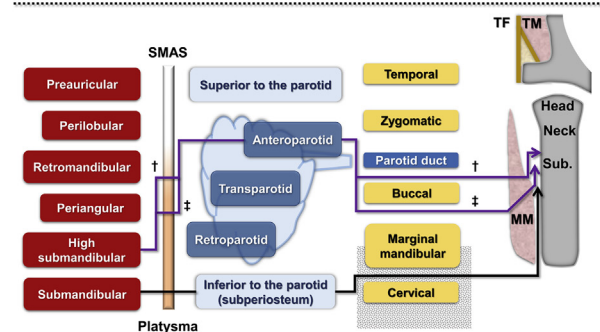 TF TM
SMAS
Preauricular
Superior to the parotid
Temporal
Head
Perilobular
Zygomatic
Neck
Anteroparotid
†
Retromandibular
Parotid duct
†
Sub.
Transparotid
Buccal
Periangular
‡
‡
MM
High
submandibular
Retroparotid
Marginal
mandibular
Submandibular
Inferior to the parotid
(subperiosteum)
Cervical
Platysma